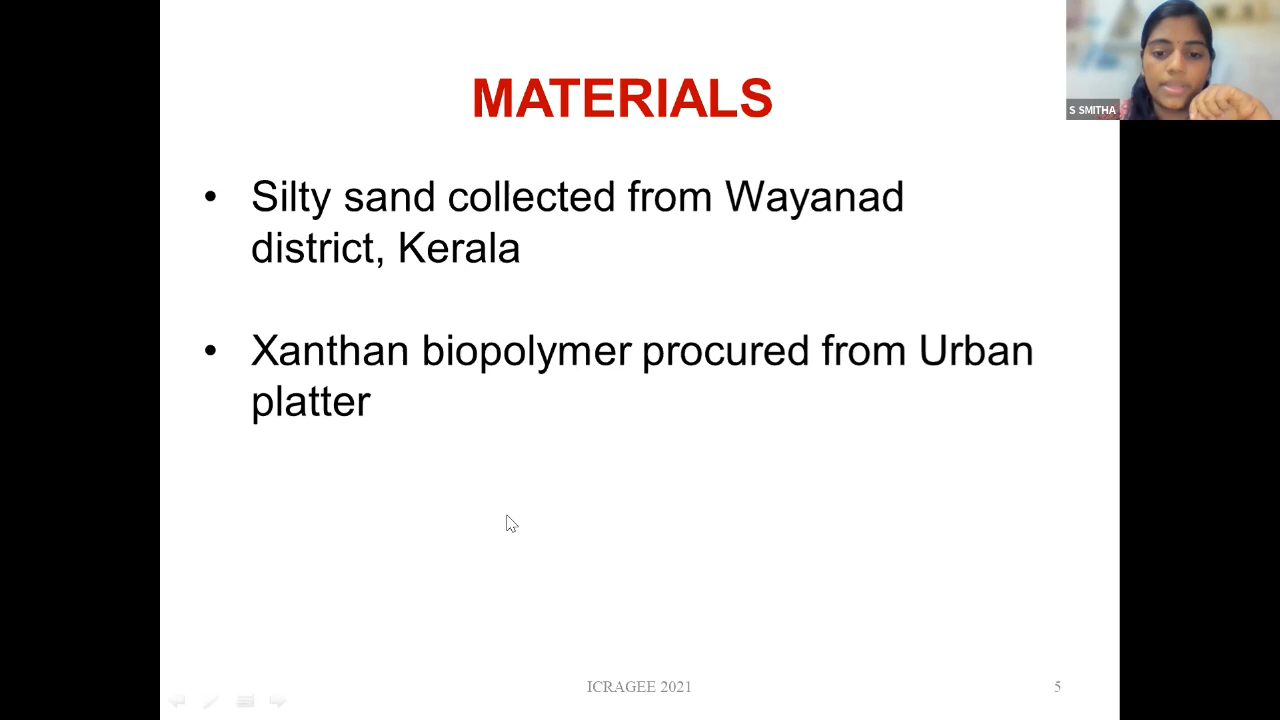 MATERIALS
S SMITHA
• Silty sand collected from Wayanad
district, Kerala
• Xanthan biopolymer procured from Urban
platter
ICRAGEE 2021
5